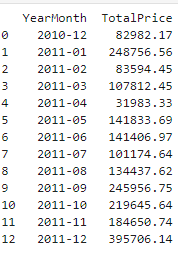 YearMonth TotalPrice
0 2010-12 82982.17
1 2011-01 248756.56
2 2011-02 83594.45
3 2011-03 107812.45
4 2011-04 31983.33
5 2011-05 141833.69
6 2011-06 141406.97
7 2011-07 101174.64
8 2011-08 134437.62
9 2011-09 245956.75
10 2011-10 219645.64
11 2011-11 184650.74
12 2011-12 395706.14